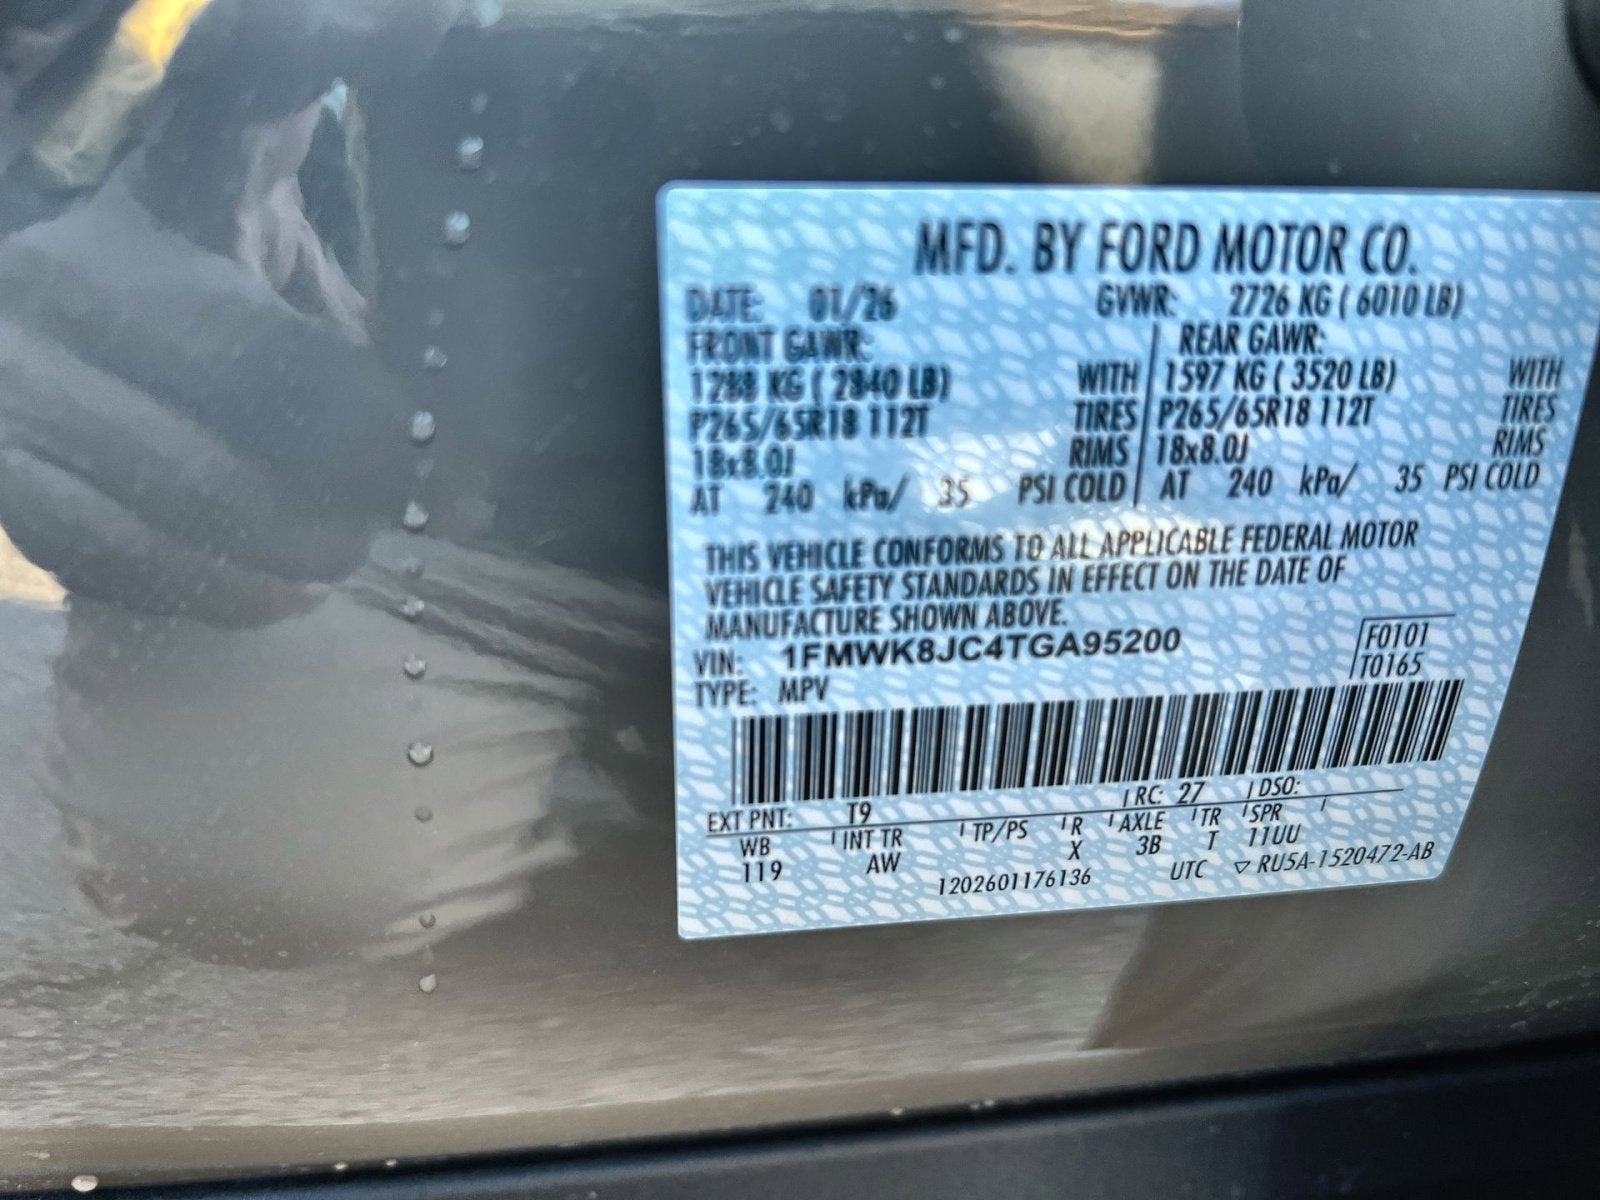 MFD. BY FORD MOTOR CO.
DATE: 01/26 GVWR: 2726 KG ( 6010 LB)
FRONT GAWR: REAR GAWR:
1288 KG ( 2840 LB) WITH 1597 KG ( 3520 LB) WITH
P265/65R18 112T TIRES P265/65R18 112T TIRES
18x8.0J RIMS 18x8.0J RIMS
AT 240 kPa/ 35 PSI COLD AT 240 kPa/ 35 PSI COLD
THIS VEHICLE CONFORMS TO ALL APPLICABLE FEDERAL MOTOR
VEHICLE SAFETY STANDARDS IN EFFECT ON THE DATE OF
MANUFACTURE SHOWN ABOVE.
VIN: 1FMWK8JC4TGA95200 F0101
TYPE: MPV T0165
EXT PNT: T9 RC: 27 DSO:
WB INT TR TP/PS R AXLE TR SPR
119 AW X 3B T 11UU
1202601176136 UTC ▽ RU5A-1520472-AB